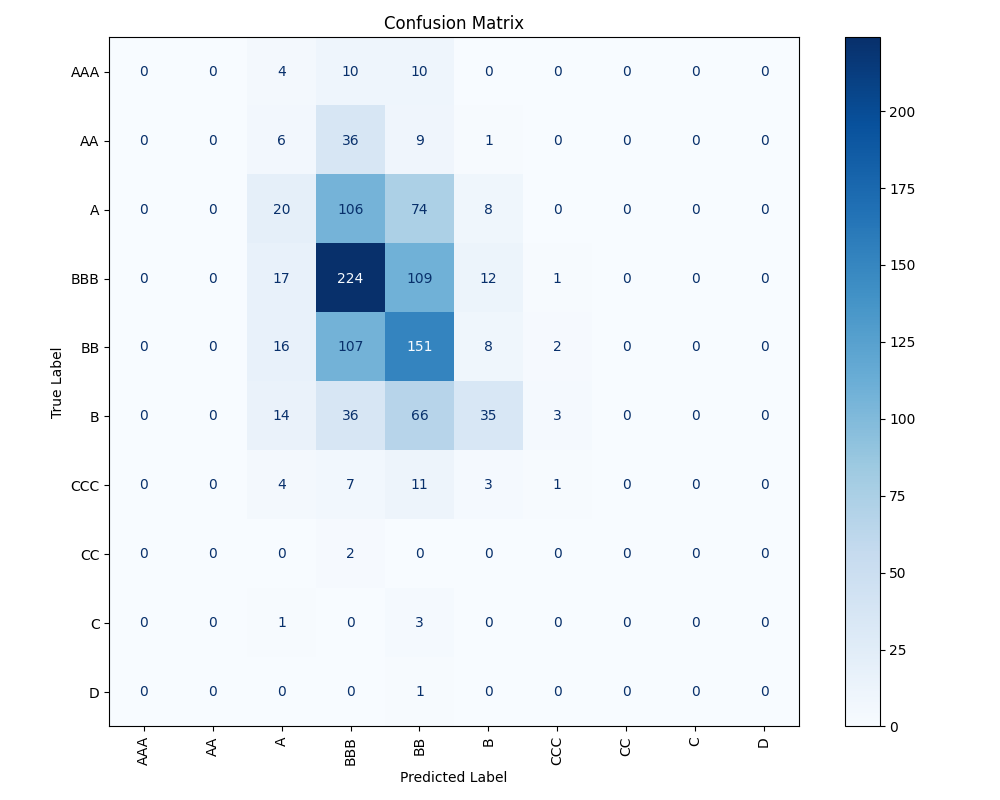 Confusion Matrix
True Label
AAA 0 0 4 10 10 0 0 0 0 0
AA 0 0 6 36 9 1 0 0 0 0
A 0 0 20 106 74 8 0 0 0 0
BBB 0 0 17 224 109 12 1 0 0 0
BB 0 0 16 107 151 8 2 0 0 0
B 0 0 14 36 66 35 3 0 0 0
CCC 0 0 4 7 11 3 1 0 0 0
CC 0 0 0 2 0 0 0 0 0 0
C 0 0 1 0 3 0 0 0 0 0
D 0 0 0 0 1 0 0 0 0 0
AAA AA A BBB BB B CCC CC C D
Predicted Label
200
175
150
125
100
75
50
25
0